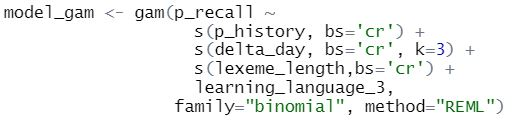 model_gam <- gam(p_recall ~
s(p_history, bs='cr') +
s(delta_day, bs='cr', k=3) +
s(lexeme_length,bs='cr') +
learning_language_3,
family="binomial", method="REML")